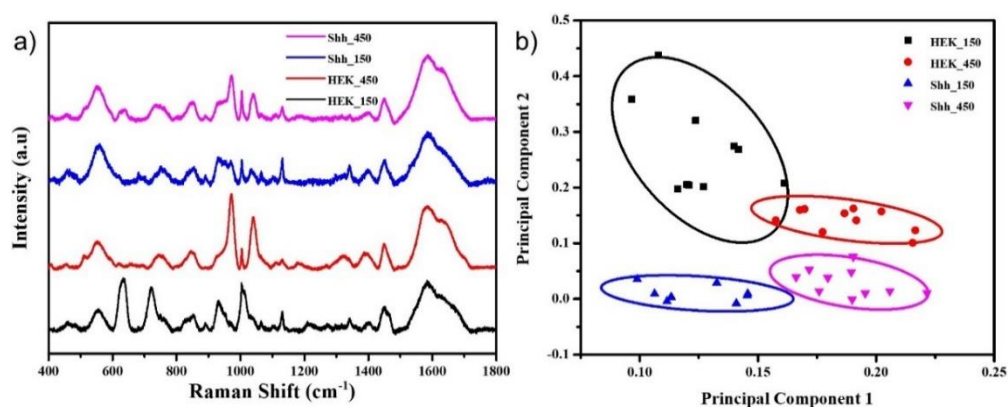 a)
Shh_450
Shh_150
HEK_450
HEK_150
Intensity (a.u)
400 600 800 1000 1200 1400 1600 1800
Raman Shift (cm⁻¹)
b)
HEK_150
HEK_450
Shh_150
Shh_450
Principal Component 2
0.5
0.4
0.3
0.2
0.1
0.0
-0.1
0.10 0.15 0.20 0.25
Principal Component 1